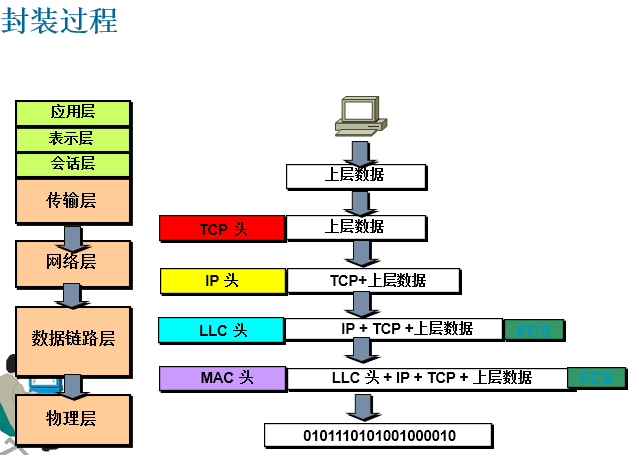 封装过程
应用层
表示层
会话层
传输层
网络层
数据链路层
物理层
上层数据
TCP 头 上层数据
IP 头 TCP+上层数据
LLC 头 IP + TCP +上层数据 FCS
MAC 头 LLC 头 + IP + TCP + 上层数据 FCS
0101110101001000010